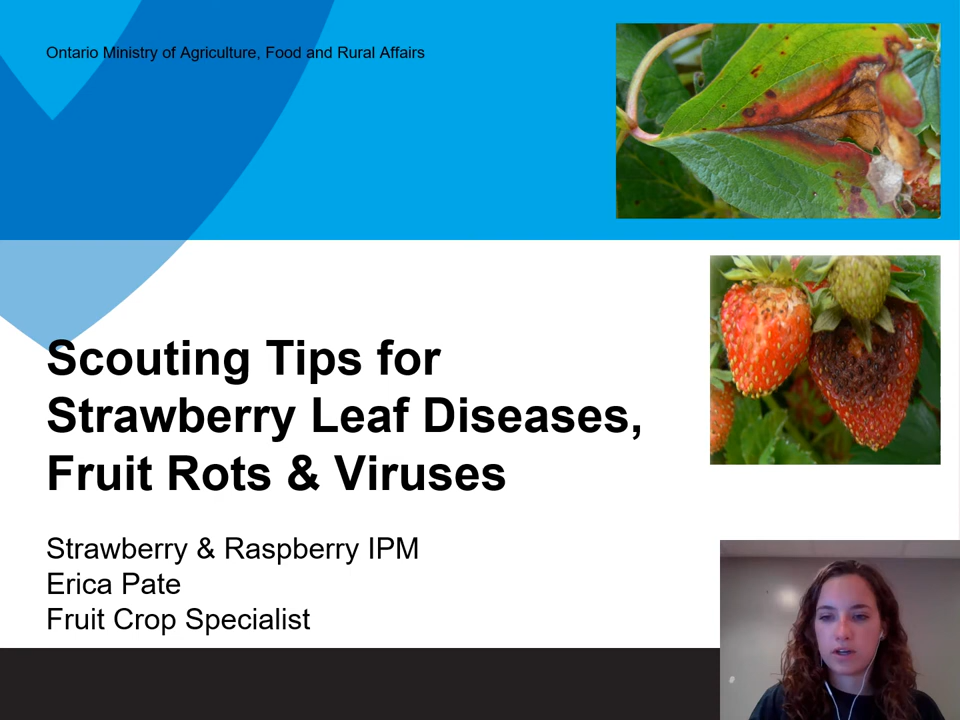 Ontario Ministry of Agriculture, Food and Rural Affairs
Scouting Tips for
Strawberry Leaf Diseases,
Fruit Rots & Viruses
Strawberry & Raspberry IPM
Erica Pate
Fruit Crop Specialist